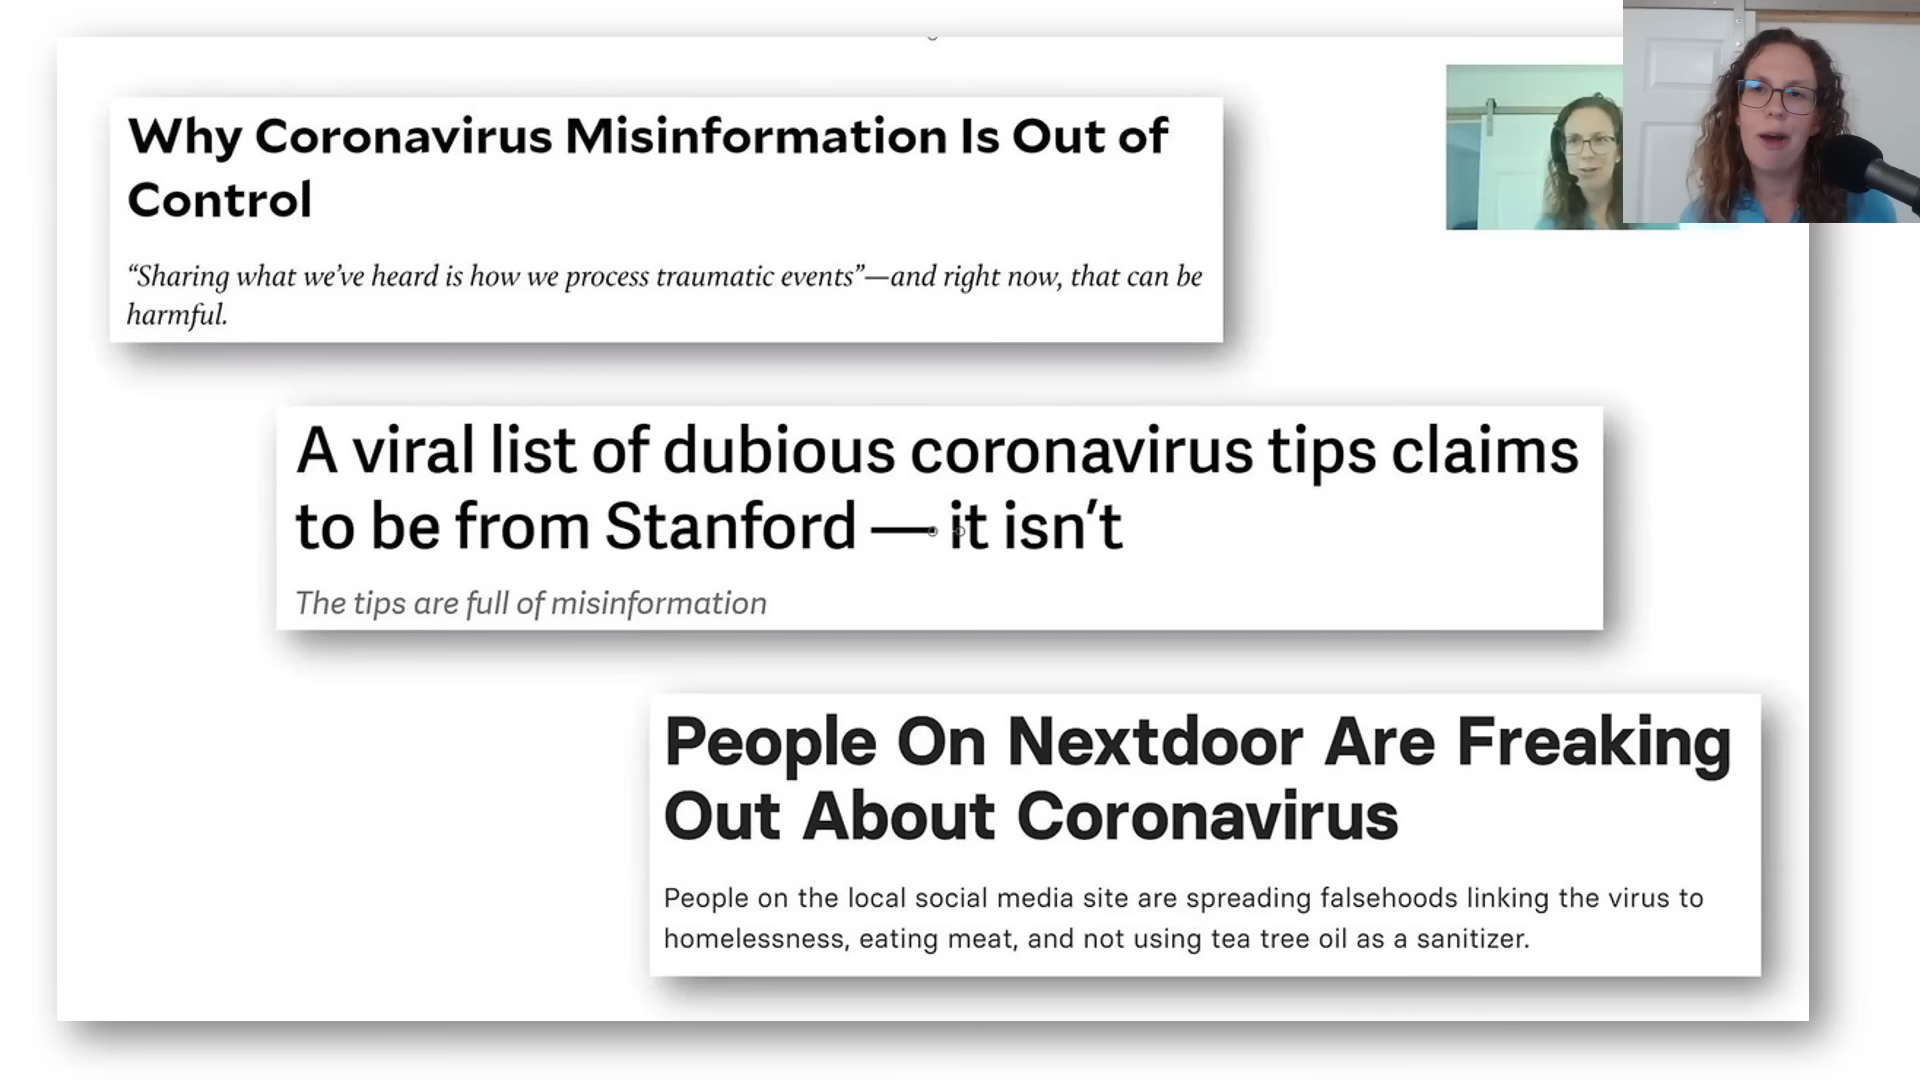 Why Coronavirus Misinformation Is Out of
Control
“Sharing what we’ve heard is how we process traumatic events”—and right now, that can be
harmful.
A viral list of dubious coronavirus tips claims
to be from Stanford — it isn’t
The tips are full of misinformation
People On Nextdoor Are Freaking
Out About Coronavirus
People on the local social media site are spreading falsehoods linking the virus to
homelessness, eating meat, and not using tea tree oil as a sanitizer.